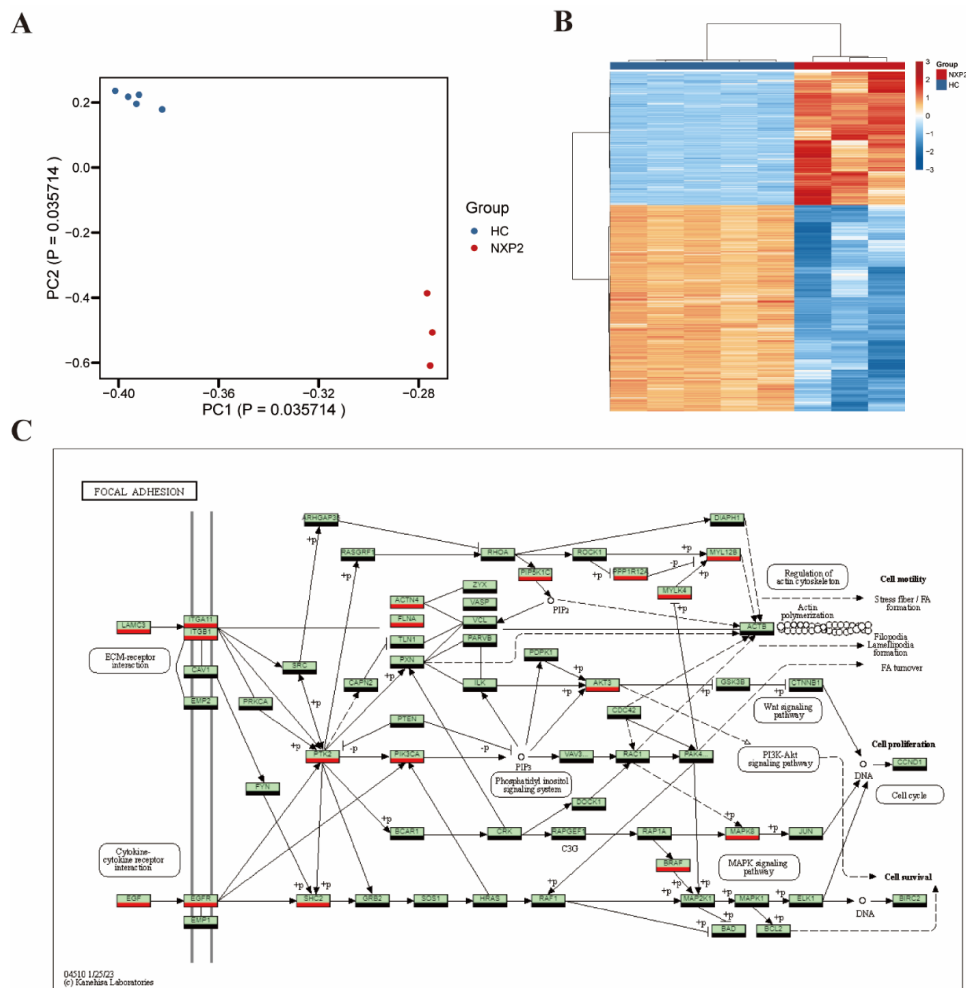 A
0.2
0.0
−0.2
−0.4
−0.6
−0.40
−0.36
−0.32
−0.28
PC2 (P = 0.035714 )
PC1 (P = 0.035714 )
Group
HC
NXP2
B
3
2
1
0
−1
−2
−3
Group
NXP2
HC
C
FOCAL ADHESION
DIAPH1
RASGRF1
RHOA
ROCK1
MYL12B
+p
+p
-p
+p
PIP5K1C
MYLK4
+p
Regulation of
actin cytoskeleton
Cell motility
Stress fiber / FA
formation
ZYX
ACTN4
VASP
PIP2
Actin
polymerization
LAMC3
ITGA11
FLNA
VCL
ACTB
ITGB1
TLN1
PARVB
Filopodia
Lamellipodia
formation
ECM-receptor
interaction
PXN
SRC
PDPK1
FA turnover
CAV1
+p
+p
CAPN2
ILK
AKT3
GSK3B
CTNNB1
EMP2
PRKCA
+p
CDC42
Wnt signaling
pathway
PTEN
+p
-p
-p
PTK2
PIK3CA
PIP3
VAV3
RAC1
PAK4
PI3K-Akt
signaling pathway
Cell proliferation
DNA
CCND1
Phosphatidyl inositol
signaling system
Cell cycle
FYN
DOCK1
+p
+p
+p
BCAR1
CRK
RAPGEF1
RAP1A
MAPK8
JUN
C3G
Cytokine-
cytokine receptor
interaction
BRAF
MAPK signaling
pathway
Cell survival
+p
+p
+p
+p
+p
+p
EGF
EGFR
SHC2
GRB2
SOS1
HRAS
RAF1
MAP2K1
MAPK1
ELK1
DNA
BIRC2
EMP1
+p
+p
BAD
BCL2
04510 1/25/23
(c) Kanehisa Laboratories